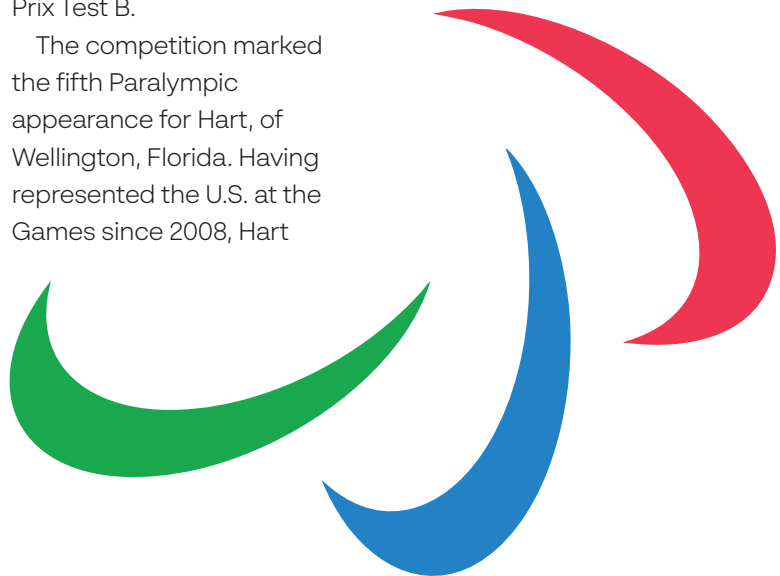 Prix Test B.
The competition marked
the fifth Paralympic
appearance for Hart, of
Wellington, Florida. Having
represented the U.S. at the
Games since 2008, Hart